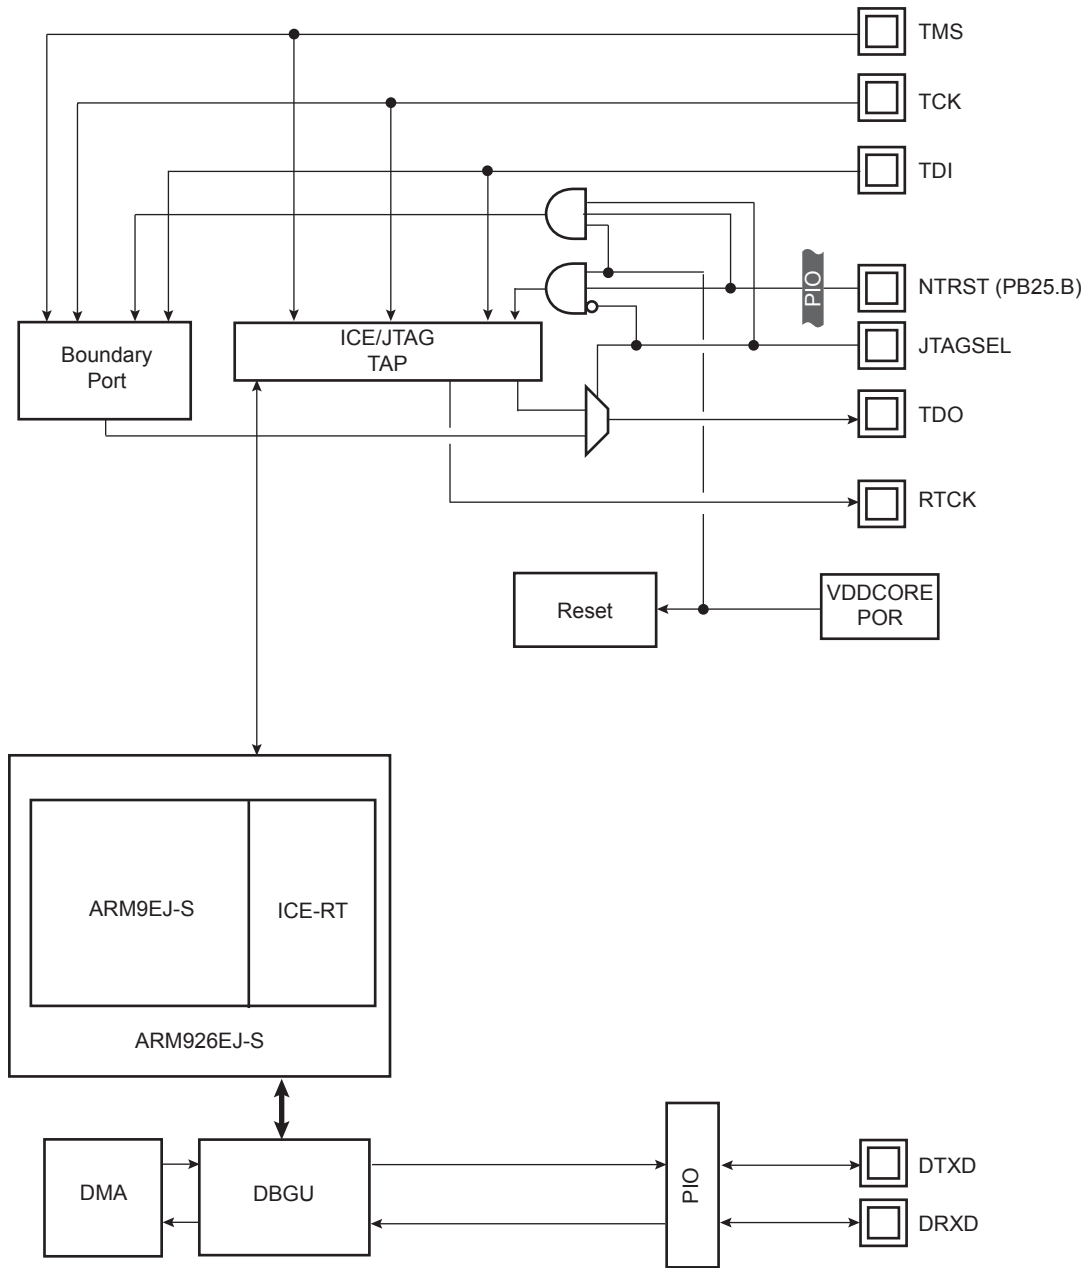 TMS
TCK
TDI
PIO
NTRST (PB25.B)
JTAGSEL
Boundary
Port
ICE/JTAG
TAP
TDO
RTCK
Reset
VDDCORE
POR
ARM9EJ-S
ICE-RT
ARM926EJ-S
DMA
DBGU
PIO
DTXD
DRXD